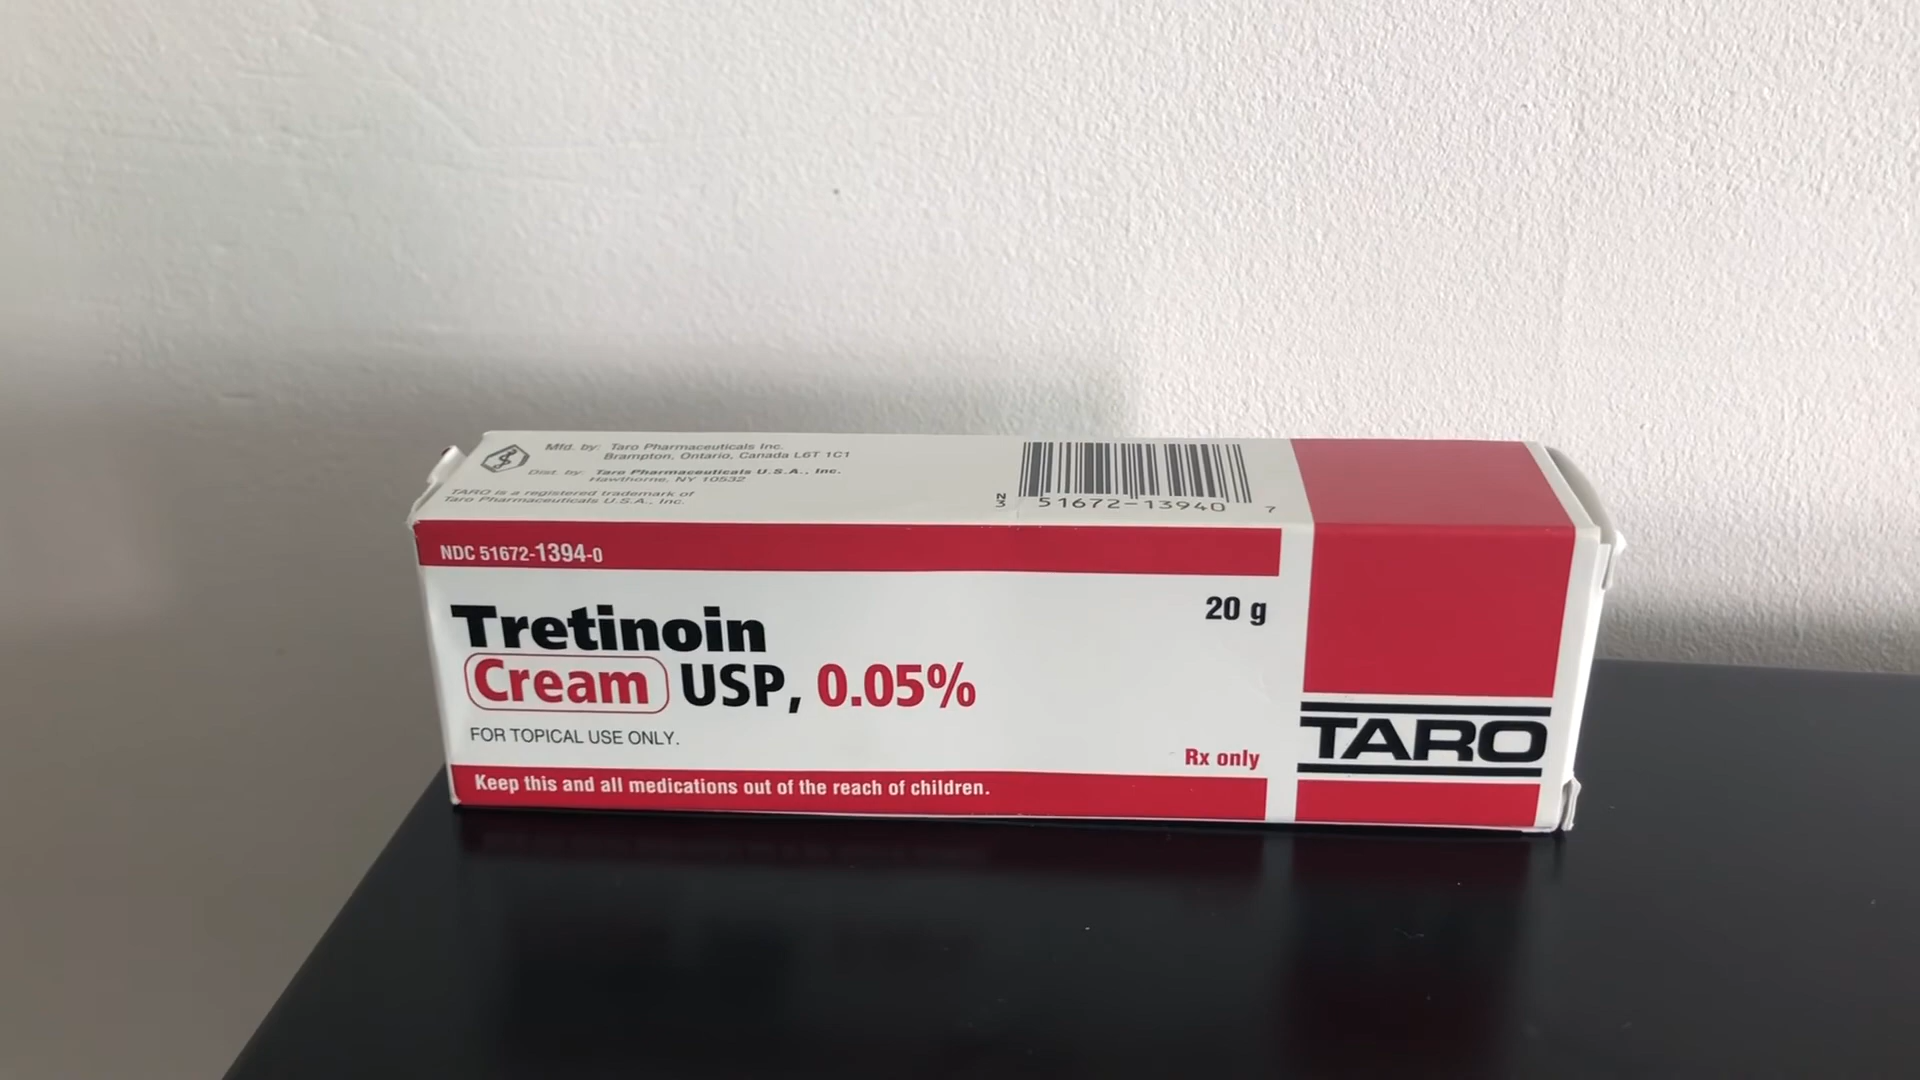 Mfd. by: Taro Pharmaceuticals Inc.
Brampton, Ontario, Canada L6T 1C1
Dist. by: Taro Pharmaceuticals U.S.A., Inc.
Hawthorne, NY 10532
TARO is a registered trademark of
Taro Pharmaceuticals U.S.A., Inc.
N3 51672-13940 7
NDC 51672-1394-0
Tretinoin
20 g
Cream USP, 0.05%
FOR TOPICAL USE ONLY.
Rx only
Keep this and all medications out of the reach of children.
TARO